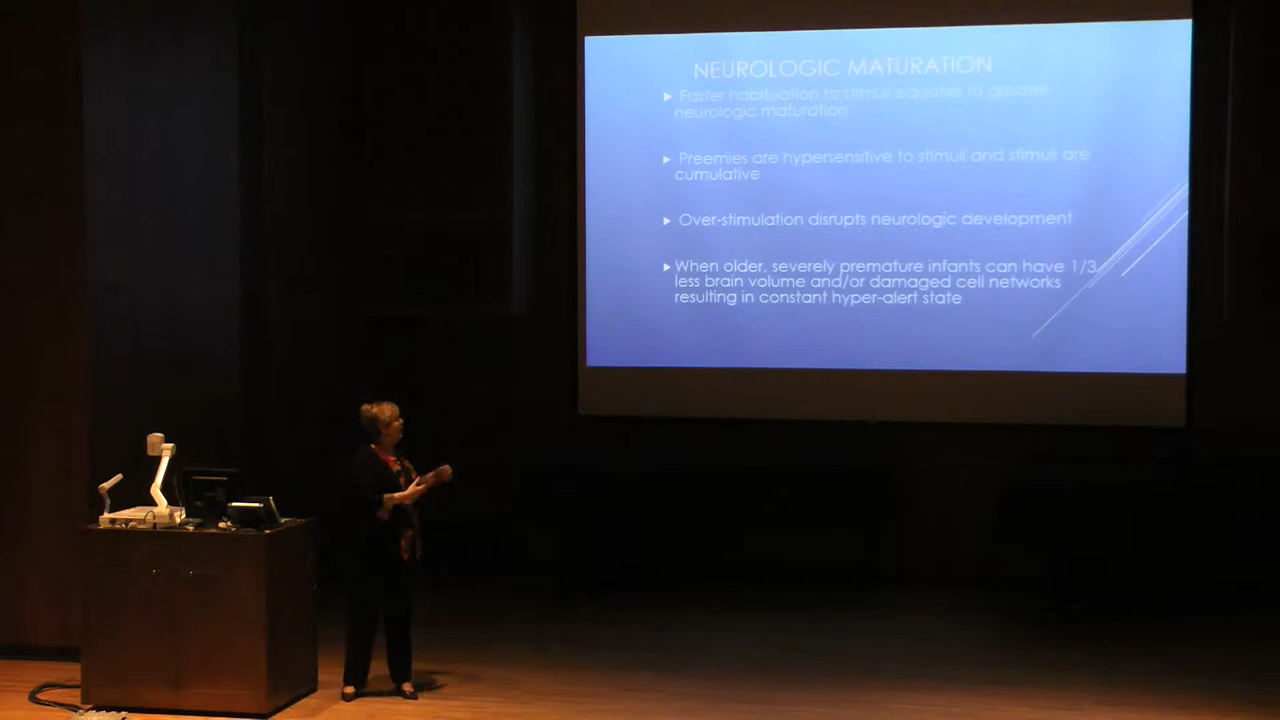 NEUROLOGIC MATURATION
Faster habituation to stimuli equates to greater
neurologic maturation
Preemies are hypersensitive to stimuli and stimuli are
cumulative
Over-stimulation disrupts neurologic development
When older, severely premature infants can have 1/3
less brain volume and/or damaged cell networks
resulting in constant hyper-alert state